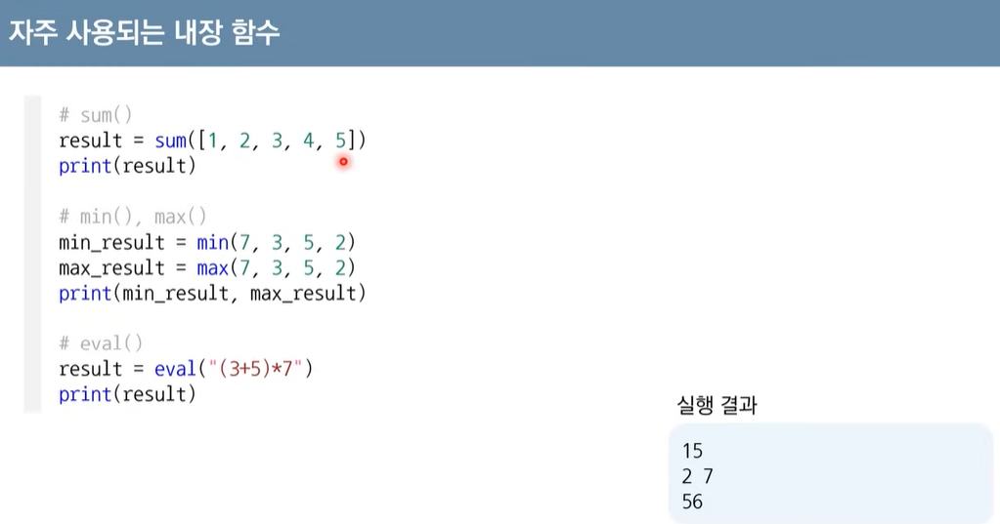 자주 사용되는 내장 함수
# sum()
result = sum([1, 2, 3, 4, 5])
print(result)
# min(), max()
min_result = min(7, 3, 5, 2)
max_result = max(7, 3, 5, 2)
print(min_result, max_result)
# eval()
result = eval("(3+5)*7")
print(result)
실행 결과
15
2 7
56